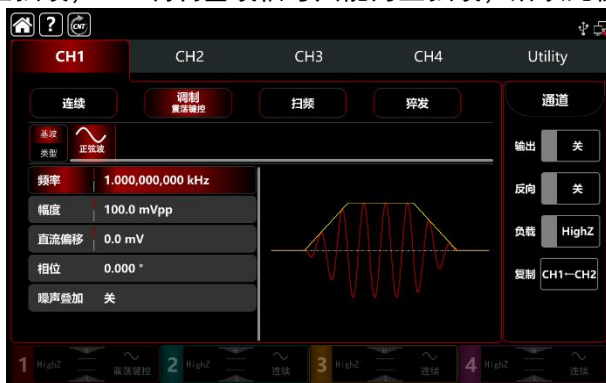 ? CNT
CH1 CH2 CH3 CH4 Utility
连续 调制 扫频 猝发 通道
震荡键控
基波
类型 正弦波
输出 关
频率 1.000,000,000 kHz
反向 关
幅度 100.0 mVpp
直流偏移 0.0 mV
负载 HighZ
相位 0.000 °
复制 CH1←CH2
噪声叠加 关
1 HighZ 震荡键控 2 HighZ 连续 3 HighZ 连续 4 HighZ 连续